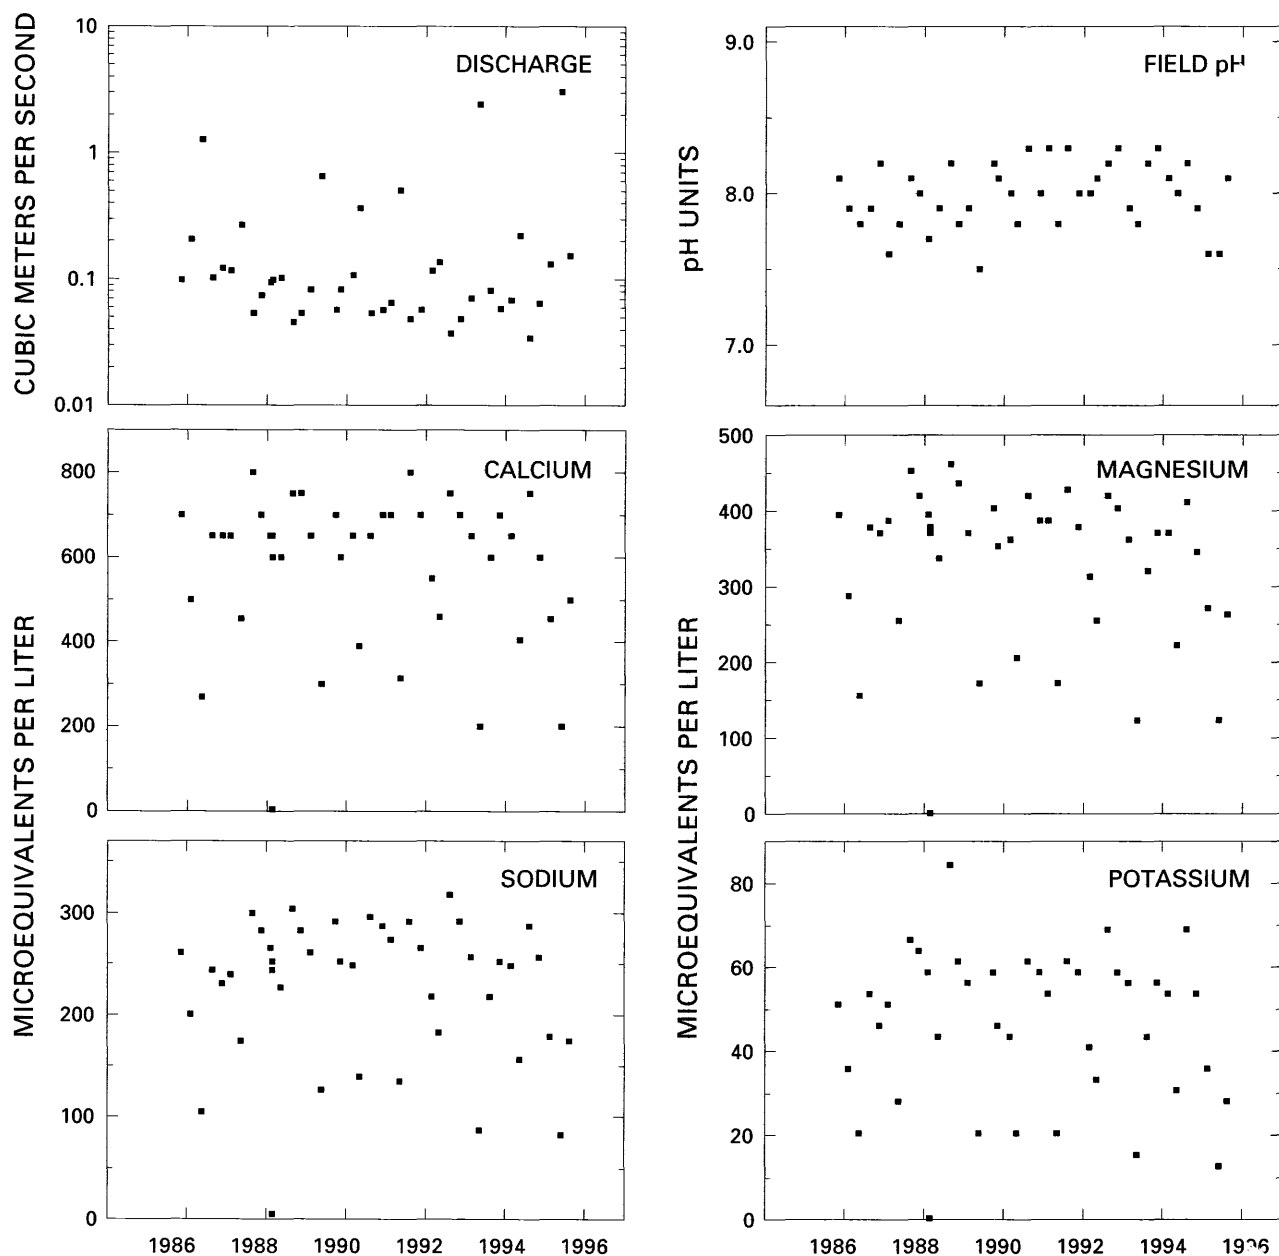 CUBIC METERS PER SECOND
10
1
0.1
0.01
DISCHARGE
pH UNITS
9.0
8.0
7.0
FIELD pH
MICROEQUIVALENTS PER LITER
800
600
400
200
0
CALCIUM
MICROEQUIVALENTS PER LITER
500
400
300
200
100
0
MAGNESIUM
300
200
100
0
SODIUM
80
60
40
20
0
POTASSIUM
1986 1988 1990 1992 1994 1996
1986 1988 1990 1992 1994